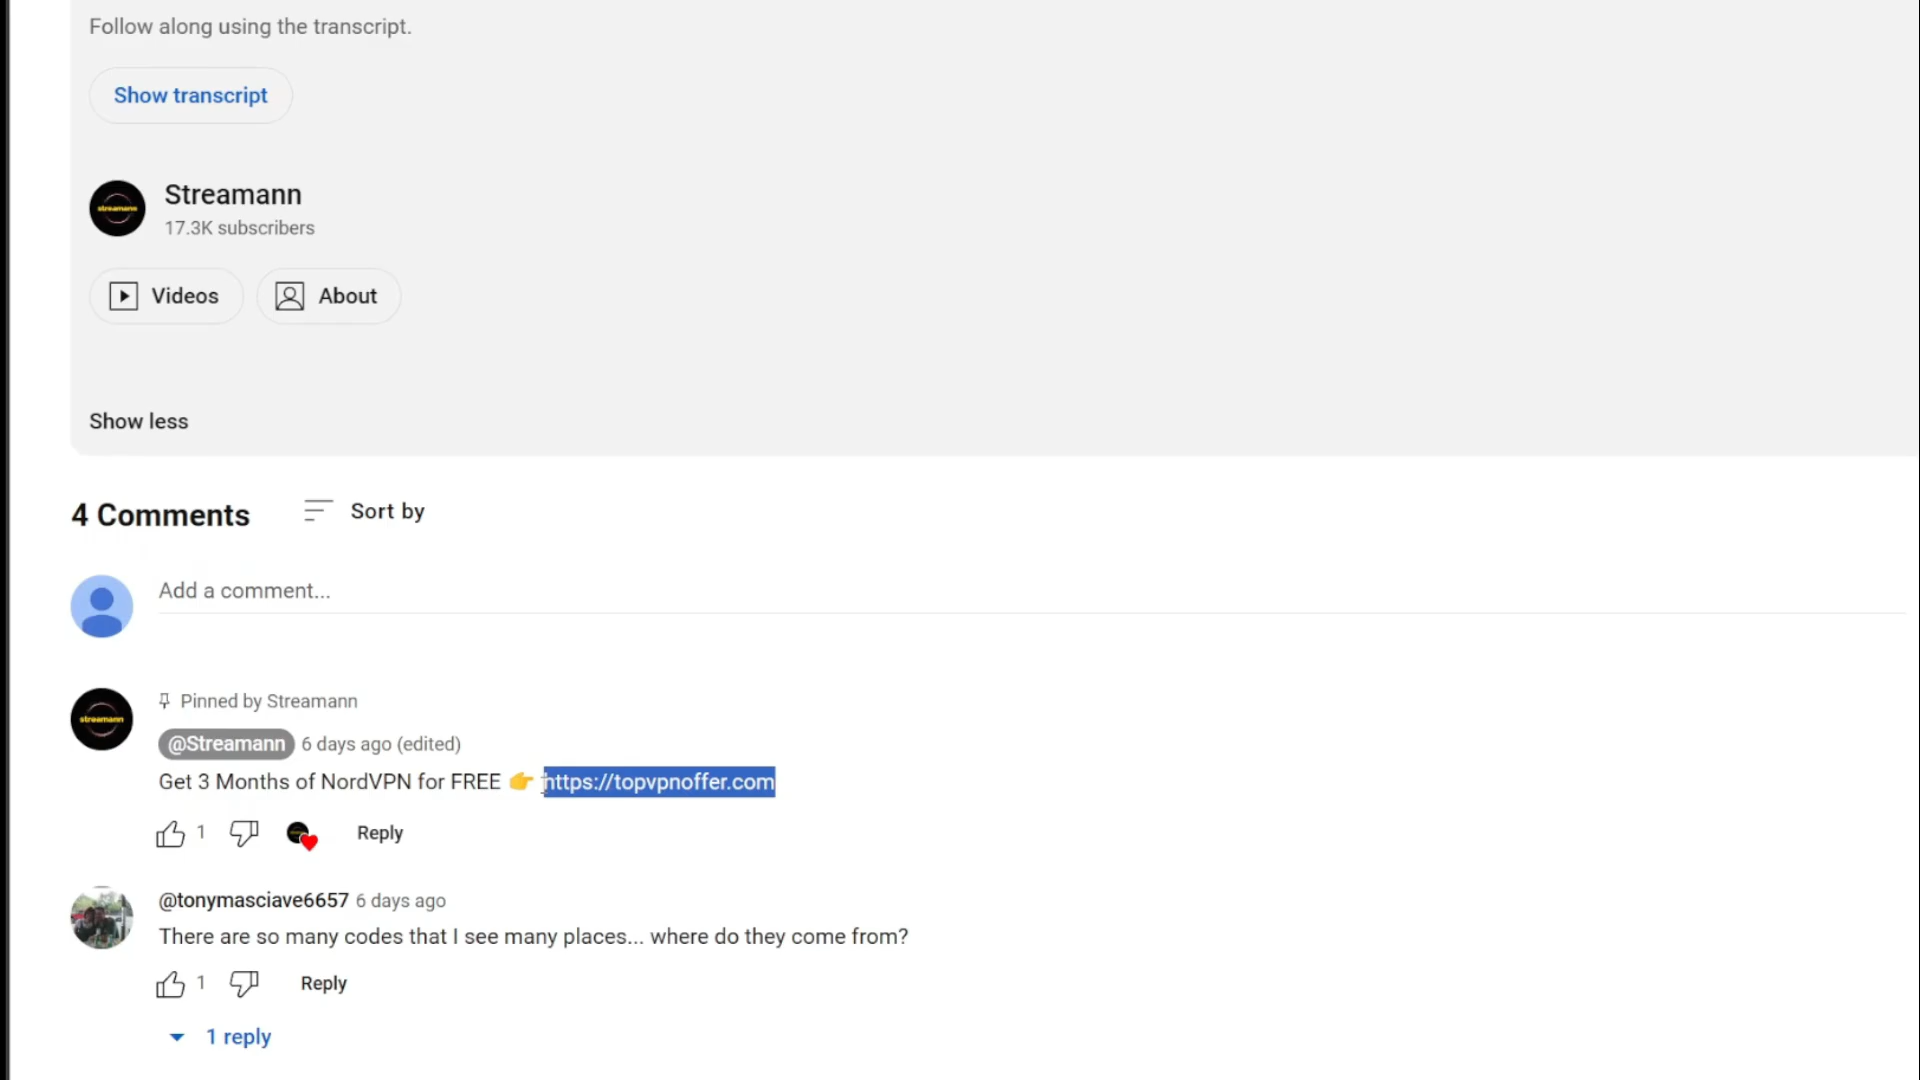 Follow along using the transcript.
Show transcript
streamann
Streamann
17.3K subscribers
Videos
About
Show less
4 Comments
Sort by
Add a comment...
Pinned by Streamann
streamann
@Streamann 6 days ago (edited)
Get 3 Months of NordVPN for FREE 👉 https://topvpnoffer.com
1
Reply
@tonymasciave6657 6 days ago
There are so many codes that I see many places... where do they come from?
1
Reply
1 reply